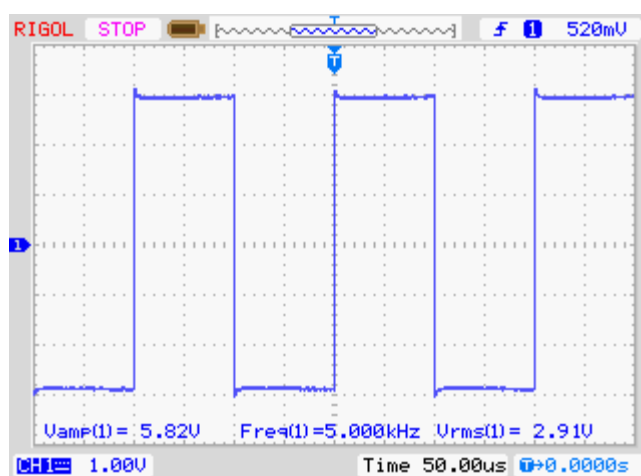 RIGOL STOP T 1 520mV
T
1
Vamp(1)= 5.82V Freq(1)=5.000kHz Vrms(1)= 2.91V
CH1 1.00V Time 50.00us T→0.0000s